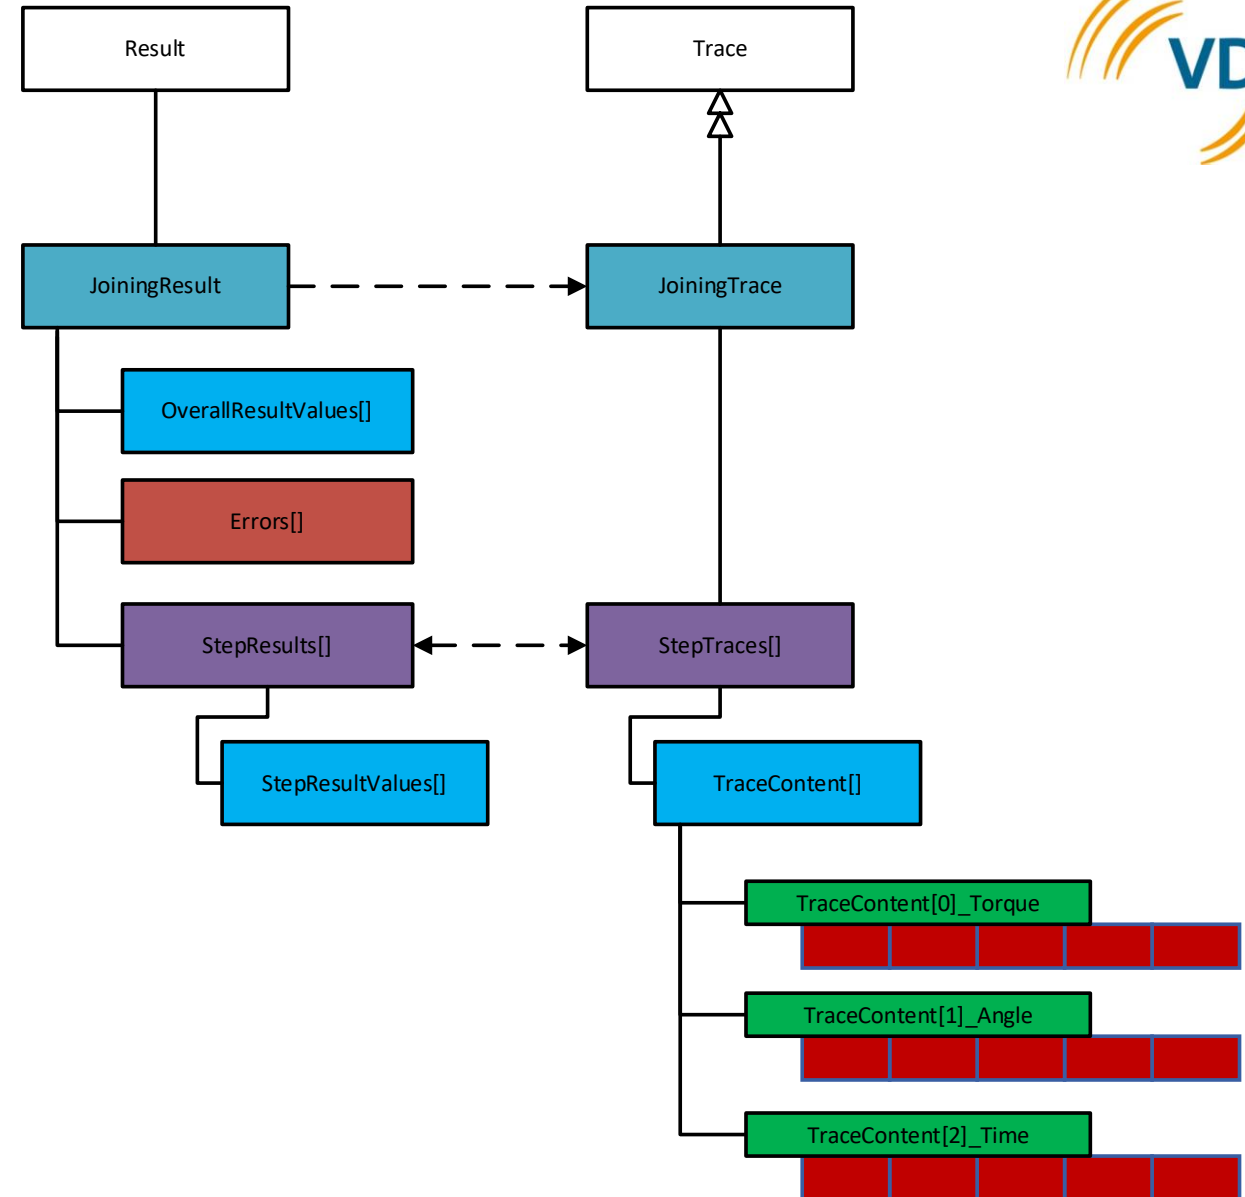 Result
Trace
VD
JoiningResult
JoiningTrace
OverallResultValues[]
Errors[]
StepResults[]
StepTraces[]
StepResultValues[]
TraceContent[]
TraceContent[0]_Torque
TraceContent[1]_Angle
TraceContent[2]_Time